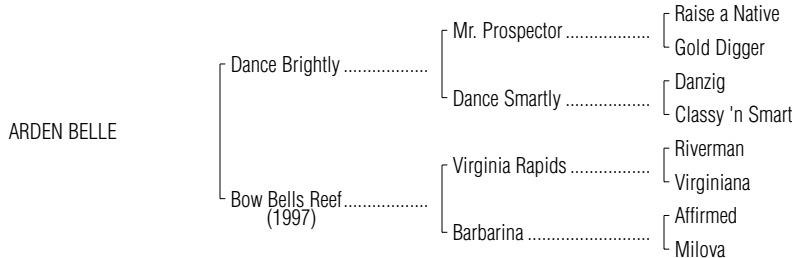 Raise a Native
Mr. Prospector ..................
Gold Digger
Dance Brightly ..................
Danzig
Dance Smartly ..................
Classy 'n Smart
ARDEN BELLE
Riverman
Virginia Rapids .................
Virginiana
Bow Bells Reef..................
(1997)
Affirmed
Barbarina ..........................
Milova